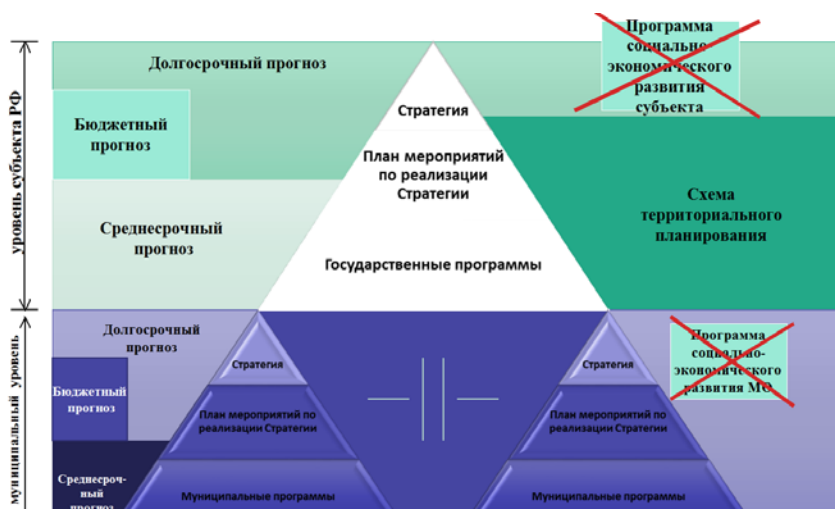 Долгосрочный прогноз
Программа
социально-
экономического
развития
субъекта
Бюджетный
прогноз
Стратегия
План мероприятий
по реализации
Стратегии
Среднесрочный
прогноз
Схема
территориального
планирования
Государственные программы
уровень субъекта РФ
Долгосрочный
прогноз
Программа
социально-
экономического
развития МО
Бюджетный
прогноз
Стратегия
Стратегия
План мероприятий по
реализации Стратегии
План мероприятий по
реализации Стратегии
Среднесроч-
ный
прогноз
Муниципальные программы
Муниципальные программы
муниципальный уровень